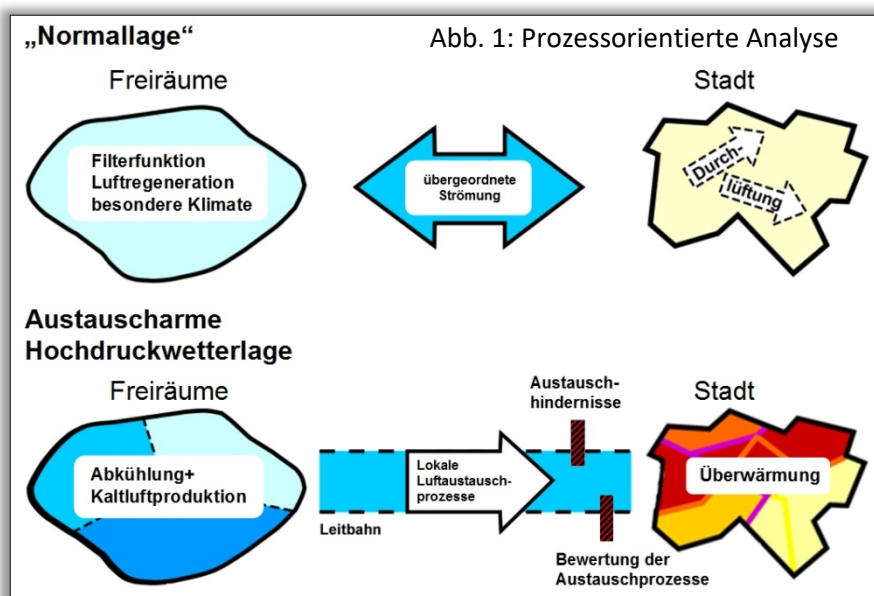 „Normallage“
Abb. 1: Prozessorientierte Analyse
Freiräume
Stadt
Filterfunktion
Luftregeneration
besondere Klimate
übergeordnete
Strömung
Durch-
lüftung
Austauscharme
Hochdruckwetterlage
Freiräume
Austausch-
hindernisse
Stadt
Abkühlung+
Kaltluftproduktion
Lokale
Luftaustausch-
prozesse
Überwärmung
Leitbahn
Bewertung der
Austauschprozesse